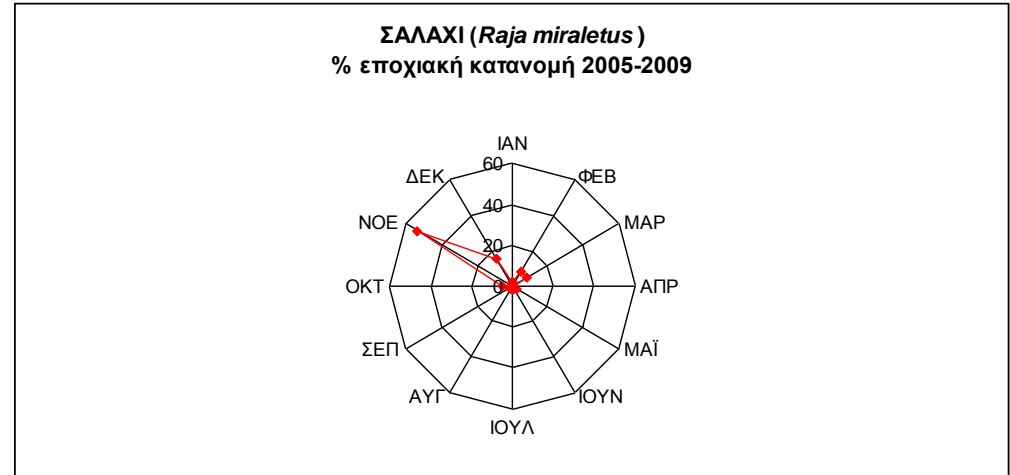 ΣΑΛΑΧΙ (Raja miraletus)
% εποχιακή κατανομή 2005-2009
ΙΑΝ
60
ΔΕΚ
ΦΕΒ
ΝΟΕ
40
ΜΑΡ
20
ΟΚΤ
0
ΑΠΡ
ΣΕΠ
ΜΑΪ
ΑΥΓ
ΙΟΥΝ
ΙΟΥΛ